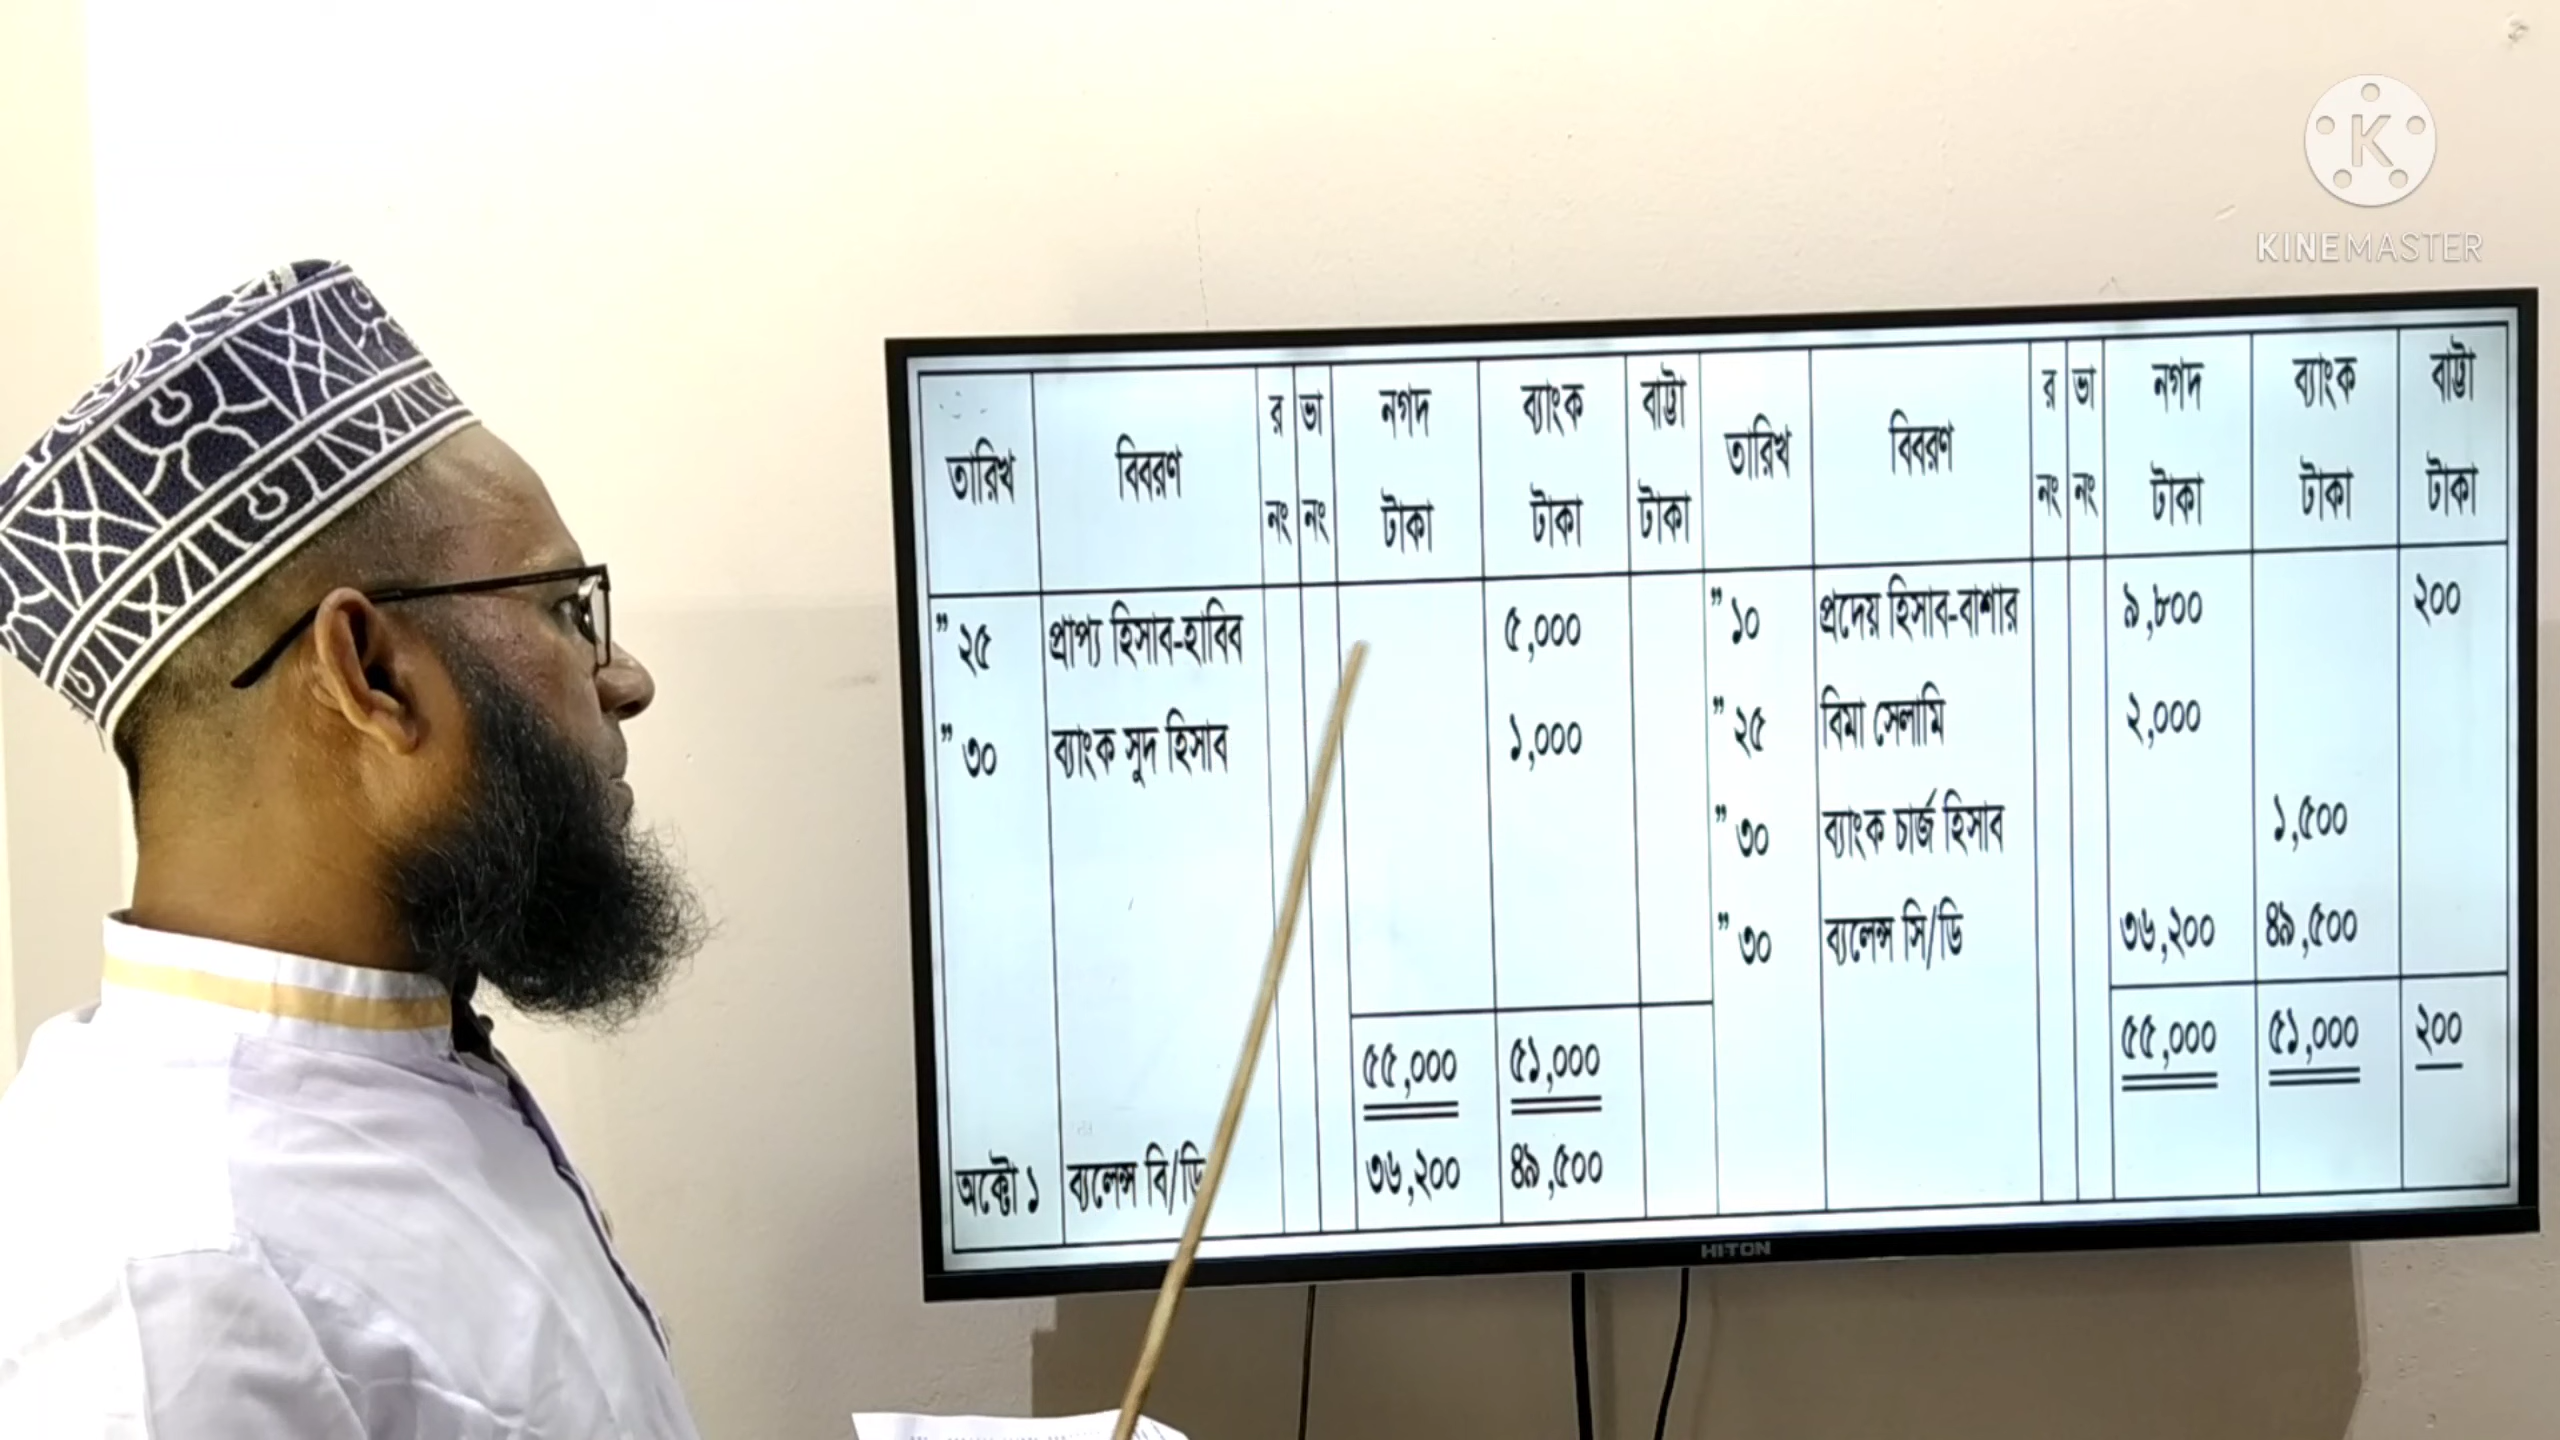 K
KINEMASTER
তারিখ বিবরণ র নং ভা নং নগদ টাকা ব্যাংক টাকা বাট্টা টাকা তারিখ বিবরণ র নং ভা নং নগদ টাকা ব্যাংক টাকা বাট্টা টাকা
” ২৫ প্রাপ্য হিসাব-হাবিব ৫,০০০ ” ১০ প্রদেয় হিসাব-বাশার ৯,৮০০ ২০০
” ৩০ ব্যাংক সুদ হিসাব ১,০০০ ” ২৫ বিমা সেলামি ২,০০০
” ৩০ ব্যাংক চার্জ হিসাব ১,৫০০
” ৩০ ব্যলেন্স সি/ডি ৩৬,২০০ ৪৯,৫০০
৫৫,০০০ ৫১,০০০ ৫৫,০০০ ৫১,০০০ ২০০
অক্টো ১ ব্যলেন্স বি/ডি ৩৬,২০০ ৪৯,৫০০
HITON